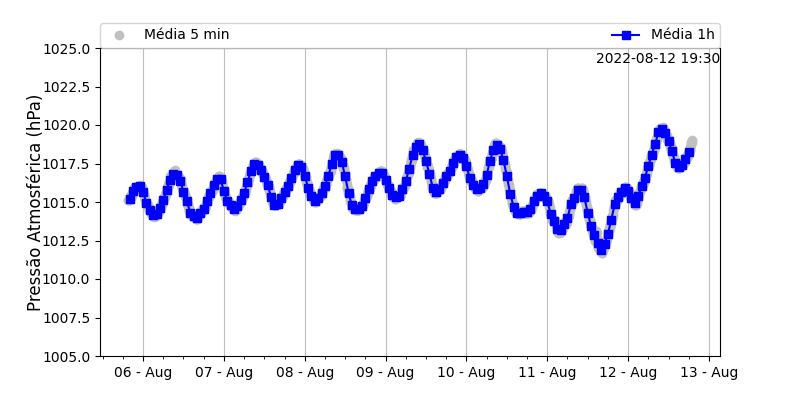 Média 5 min
Média 1h
2022-08-12 19:30
Pressão Atmosférica (hPa)
1025.0
1022.5
1020.0
1017.5
1015.0
1012.5
1010.0
1007.5
1005.0
06 - Aug
07 - Aug
08 - Aug
09 - Aug
10 - Aug
11 - Aug
12 - Aug
13 - Aug